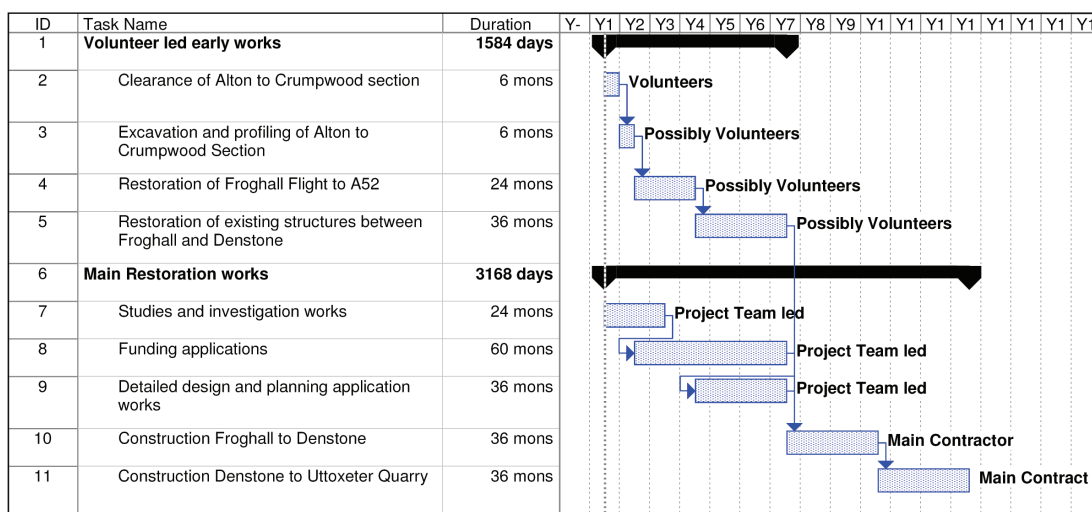 ID Task Name Duration Y- Y1 Y2 Y3 Y4 Y5 Y6 Y7 Y8 Y9 Y1 Y1 Y1 Y1 Y1 Y1 Y1 Y1
1 Volunteer led early works 1584 days
2 Clearance of Alton to Crumpwood section 6 mons Volunteers
3 Excavation and profiling of Alton to 6 mons Possibly Volunteers
Crumpwood Section
4 Restoration of Froghall Flight to A52 24 mons Possibly Volunteers
5 Restoration of existing structures between 36 mons Possibly Volunteers
Froghall and Denstone
6 Main Restoration works 3168 days
7 Studies and investigation works 24 mons Project Team led
8 Funding applications 60 mons Project Team led
9 Detailed design and planning application 36 mons Project Team led
works
10 Construction Froghall to Denstone 36 mons Main Contractor
11 Construction Denstone to Uttoxeter Quarry 36 mons Main Contract